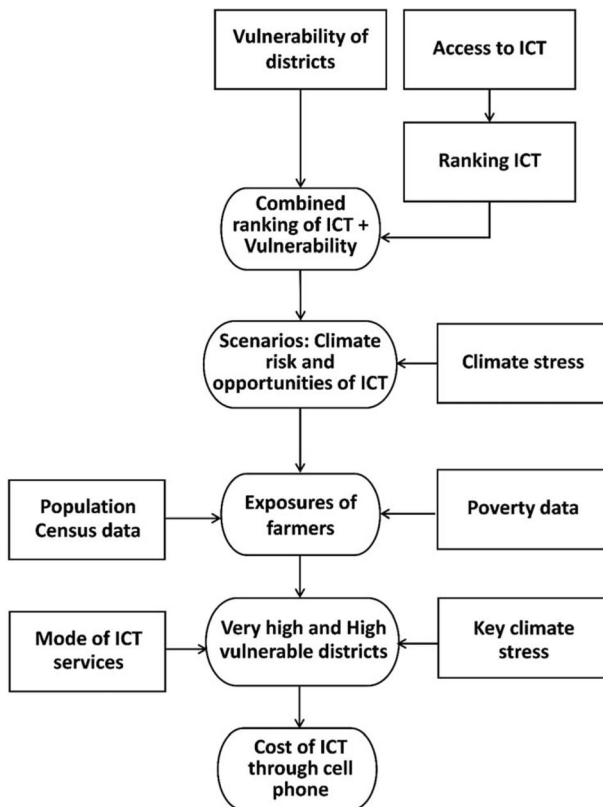 Vulnerability of
districts
Access to ICT
Ranking ICT
Combined
ranking of ICT +
Vulnerability
Scenarios: Climate
risk and
opportunities of ICT
Climate stress
Population
Census data
Exposures of
farmers
Poverty data
Mode of ICT
services
Very high and High
vulnerable districts
Key climate
stress
Cost of ICT
through cell
phone